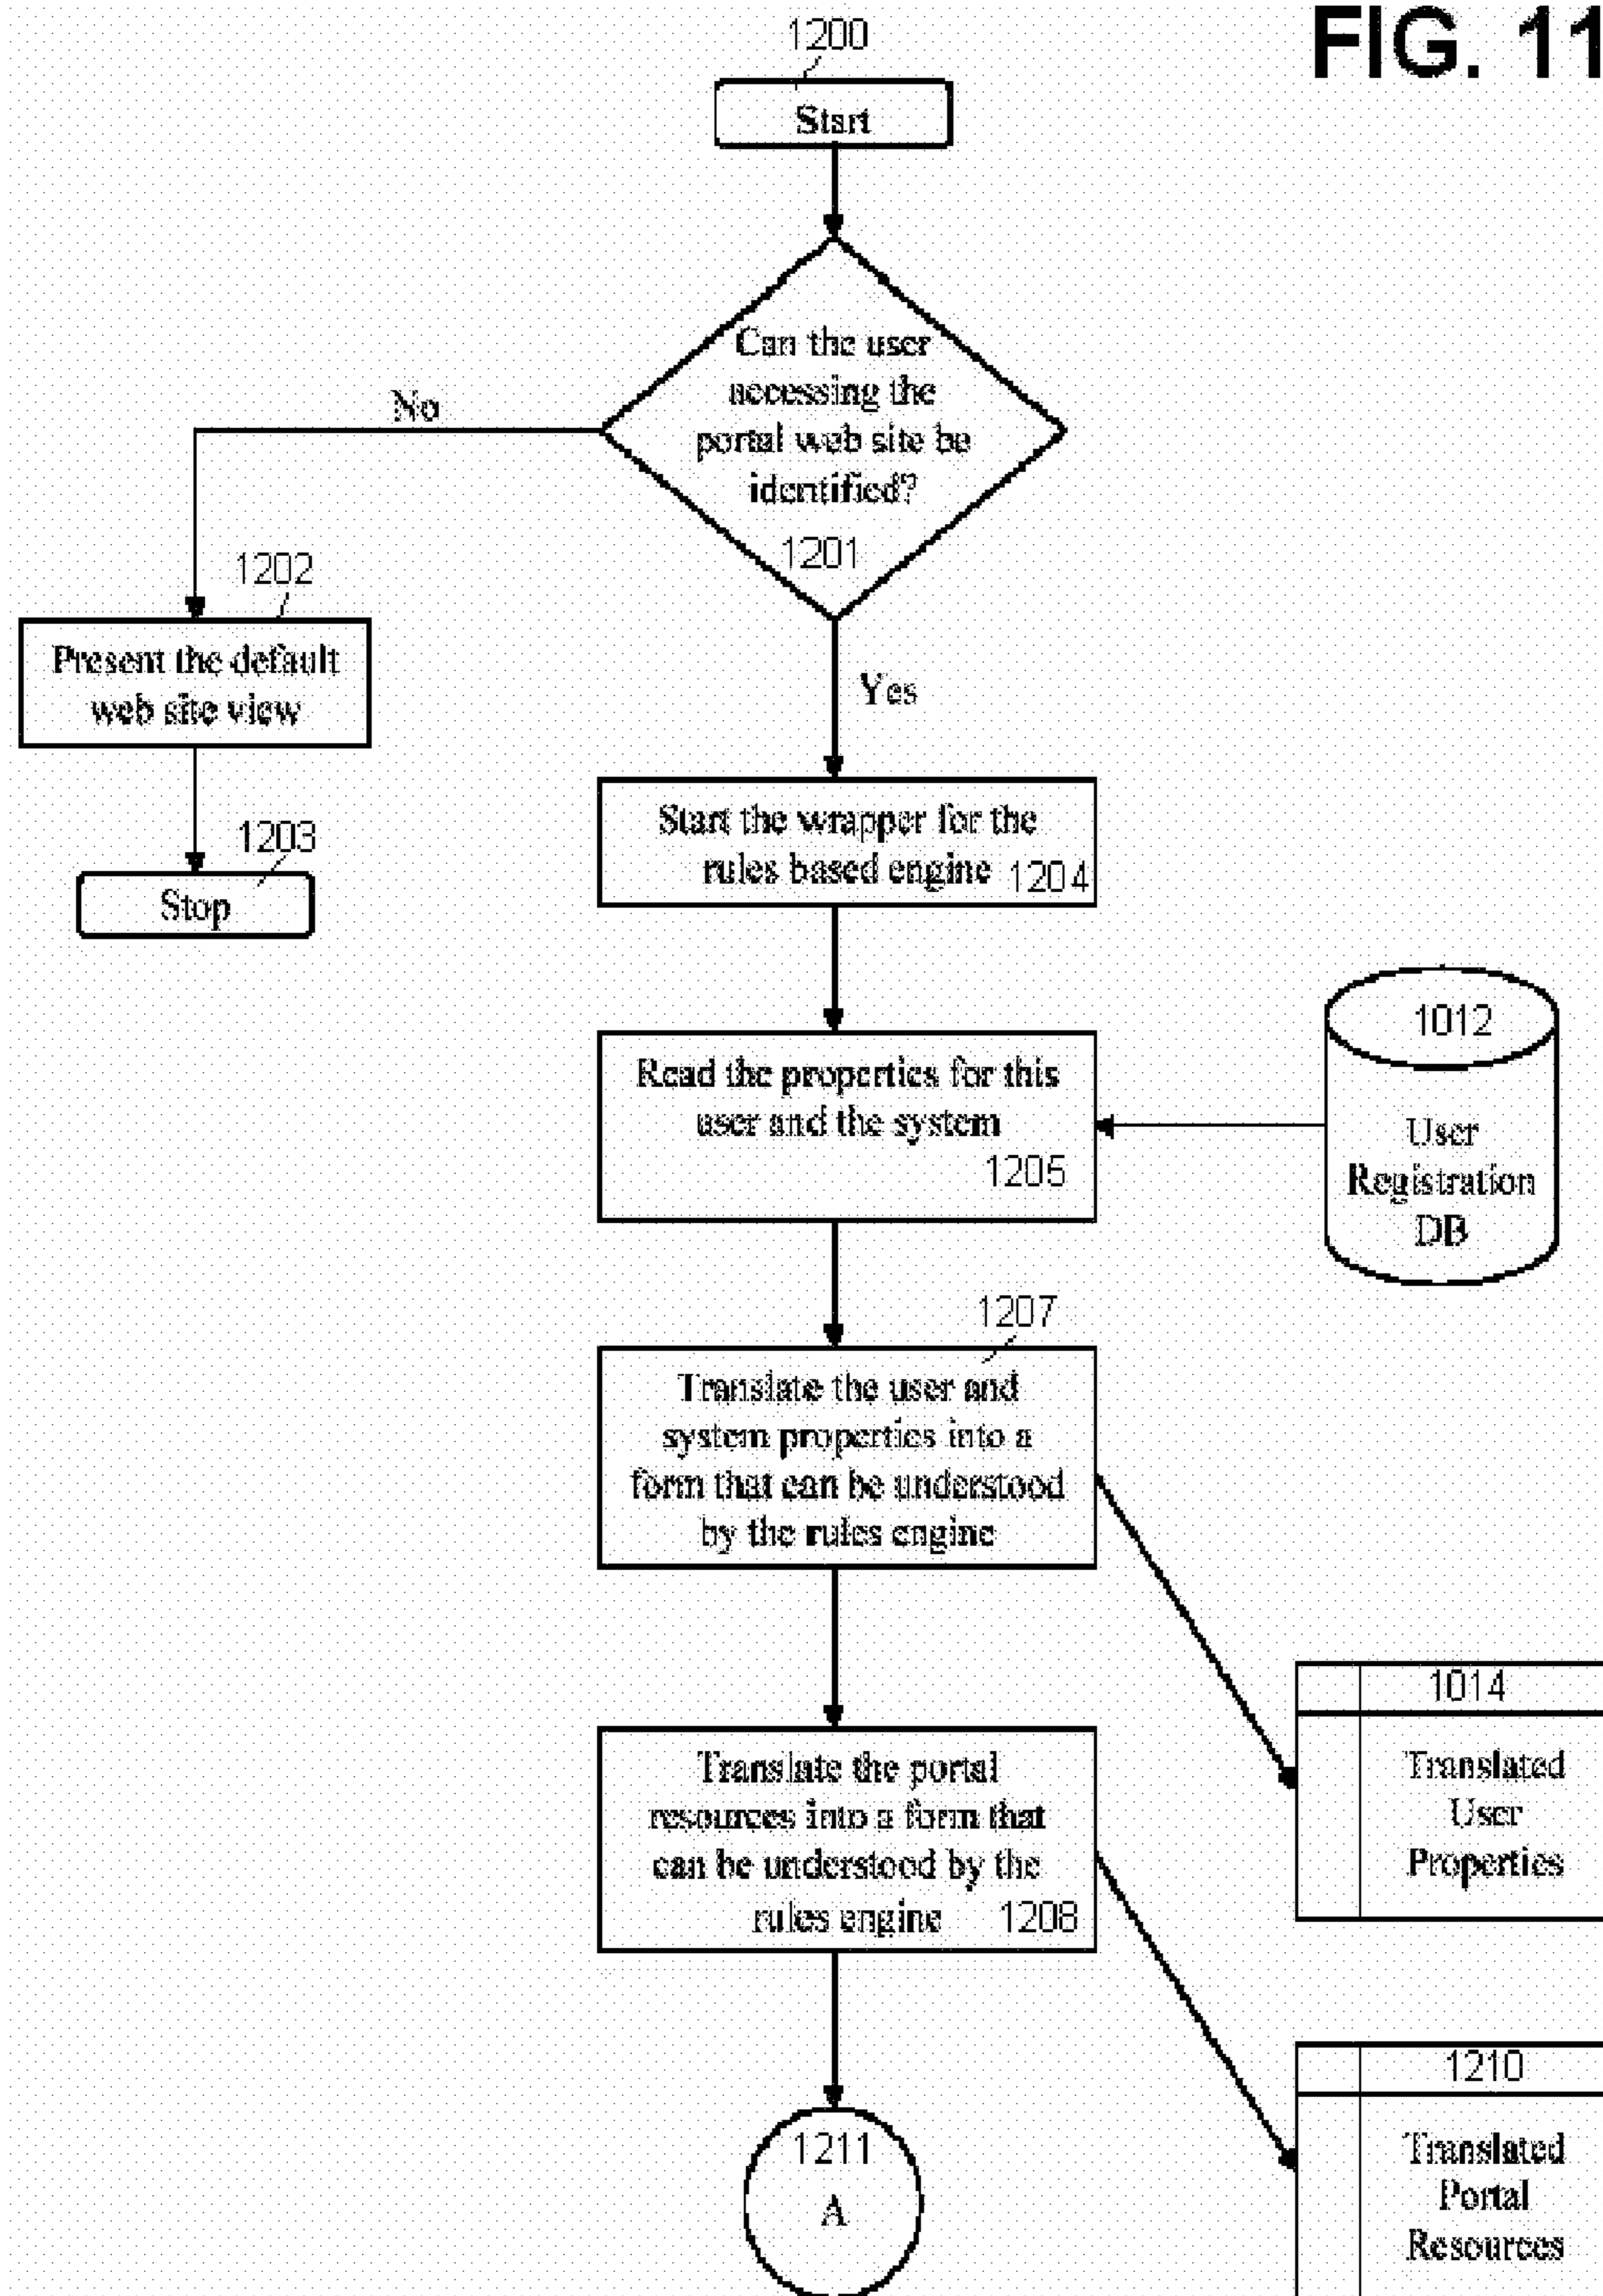 FIG. 11
1200
Start
Can the user
accessing the
portal web site be
identified?
1201
No
Yes
1202
Present the default
web site view
1203
Stop
Start the wrapper for the
rules based engine 1204
Read the properties for this
user and the system
1205
1012
User
Registration
DB
1207
Translate the user and
system properties into a
form that can be understood
by the rules engine
1014
Translated
User
Properties
Translate the portal
resources into a form that
can be understood by the
rules engine 1208
1210
Translated
Portal
Resources
1211
A